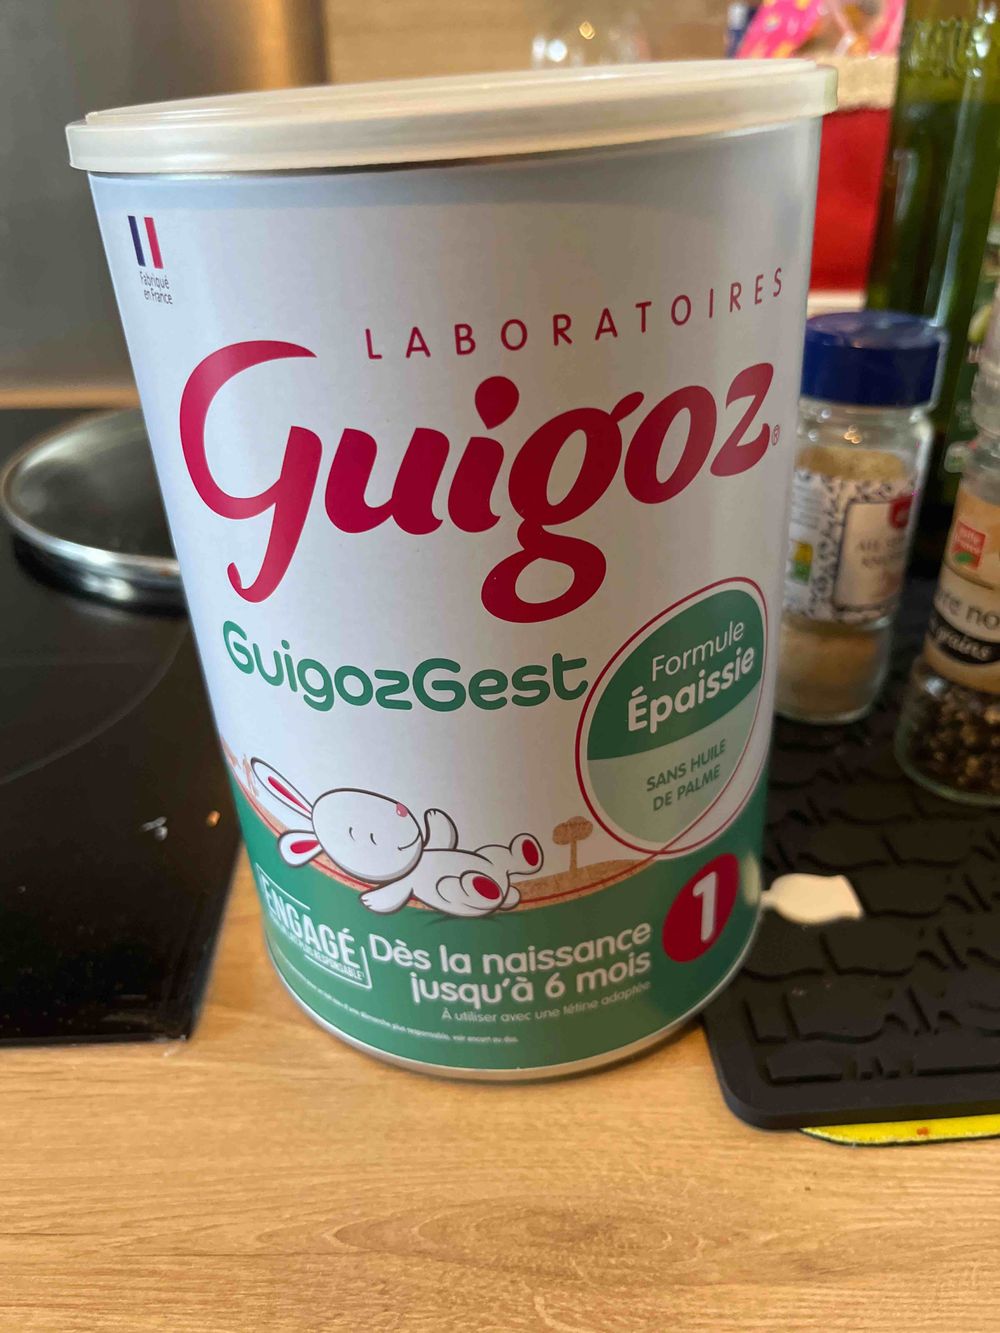 Fabriqué
en France
LABORATOIRES
Guigoz®
GuigozGest
Formule
Épaissie
SANS HUILE
DE PALME
ENGAGÉ
Dès la naissance
jusqu'à 6 mois
1
À utiliser avec une tétine adaptée
grains